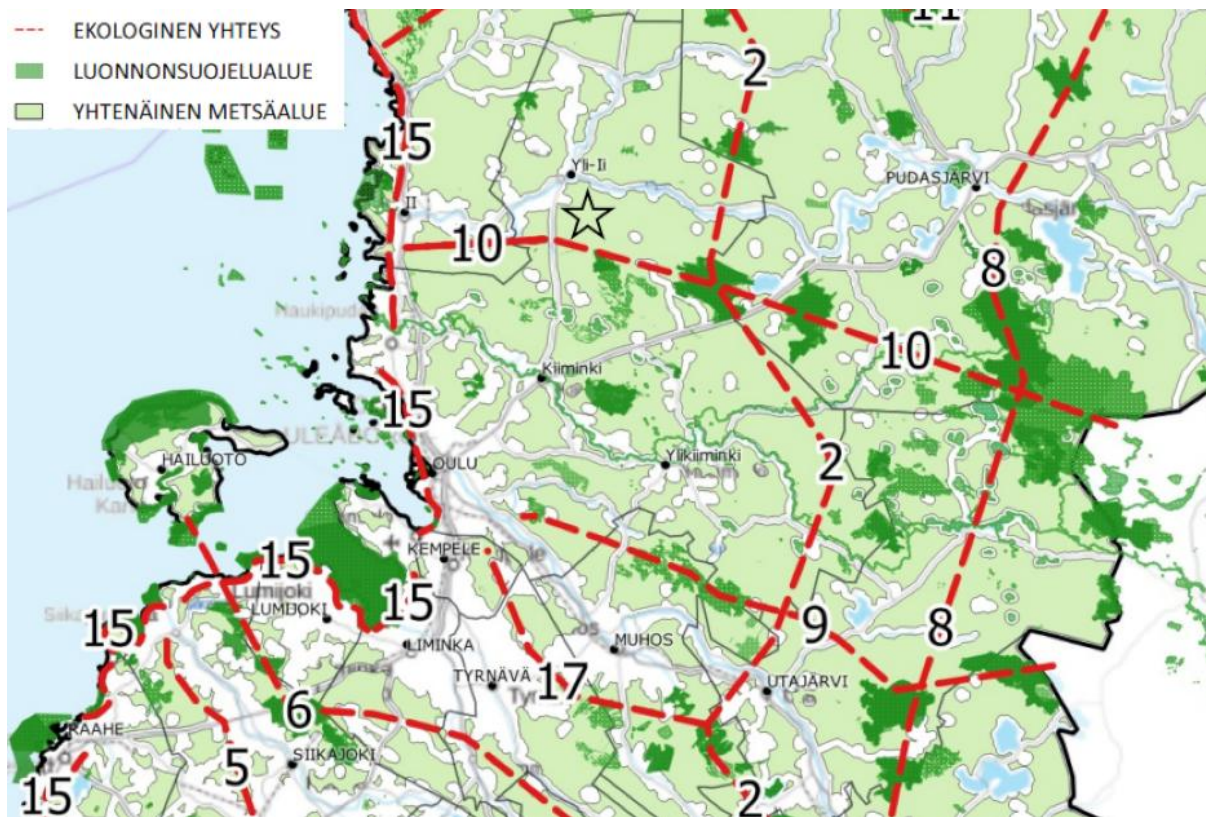 EKOLOGINEN YHTEYS
LUONNONSUOJELUALUE
YHTENÄINEN METSÄALUE
2
15
Yli-Ii
PUDASJÄRVI
II
10
8
Haukipuda
10
Kiiminki
15
2
HAILUOTO
OULU
Ylikiiminki
KEMPELE
15
Lumijoki
15
LUMIJOKI
15
9
8
LIMINKA
MUHOS
TYRNÄVÄ
17
UTAJÄRVI
6
RAAHE
SIIKAJOKI
5
15
2